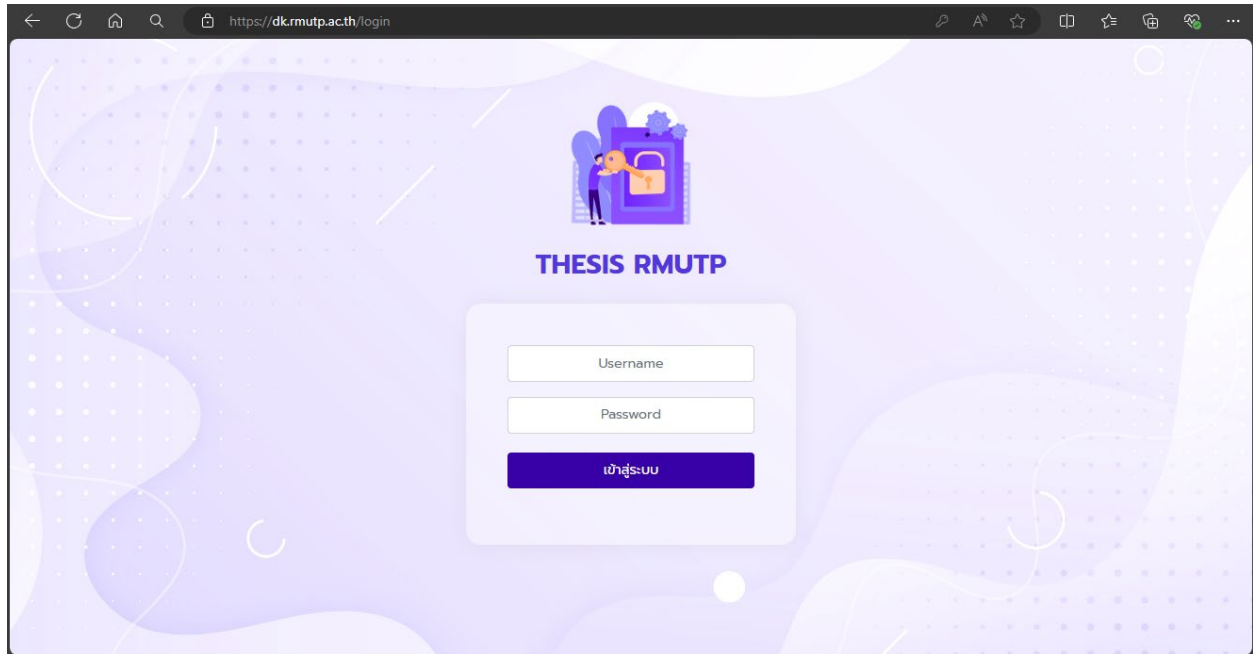 https://dk.rmutp.ac.th/login
THESIS RMUTP
Username
Password
เข้าสู่ระบบ